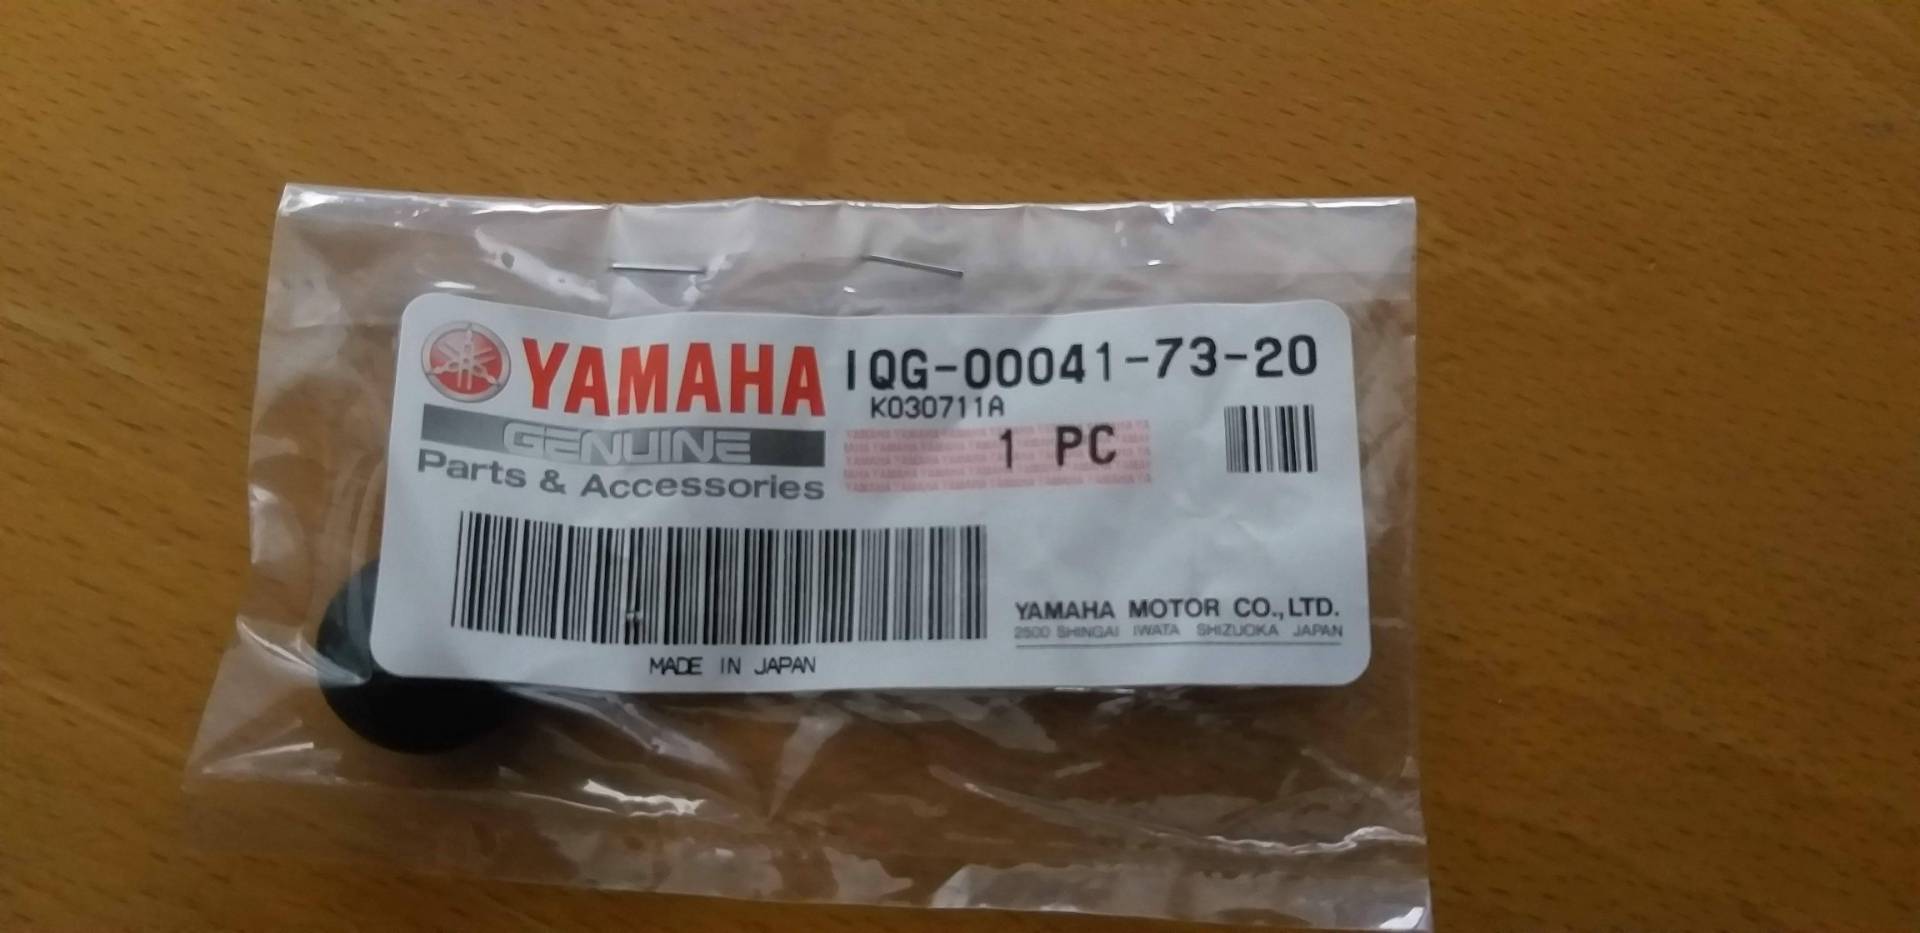 YAMAHA
GENUINE
Parts & Accessories
1QG-00041-73-20
K030711A
1 PC
MADE IN JAPAN
YAMAHA MOTOR CO.,LTD.
2500 SHINGAI IWATA SHIZUOKA JAPAN